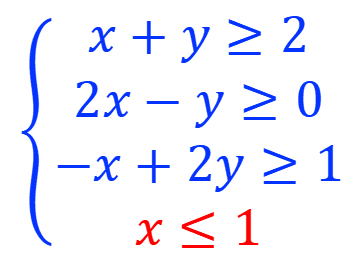 x + y ≥ 2
2x − y ≥ 0
−x + 2y ≥ 1
x ≤ 1